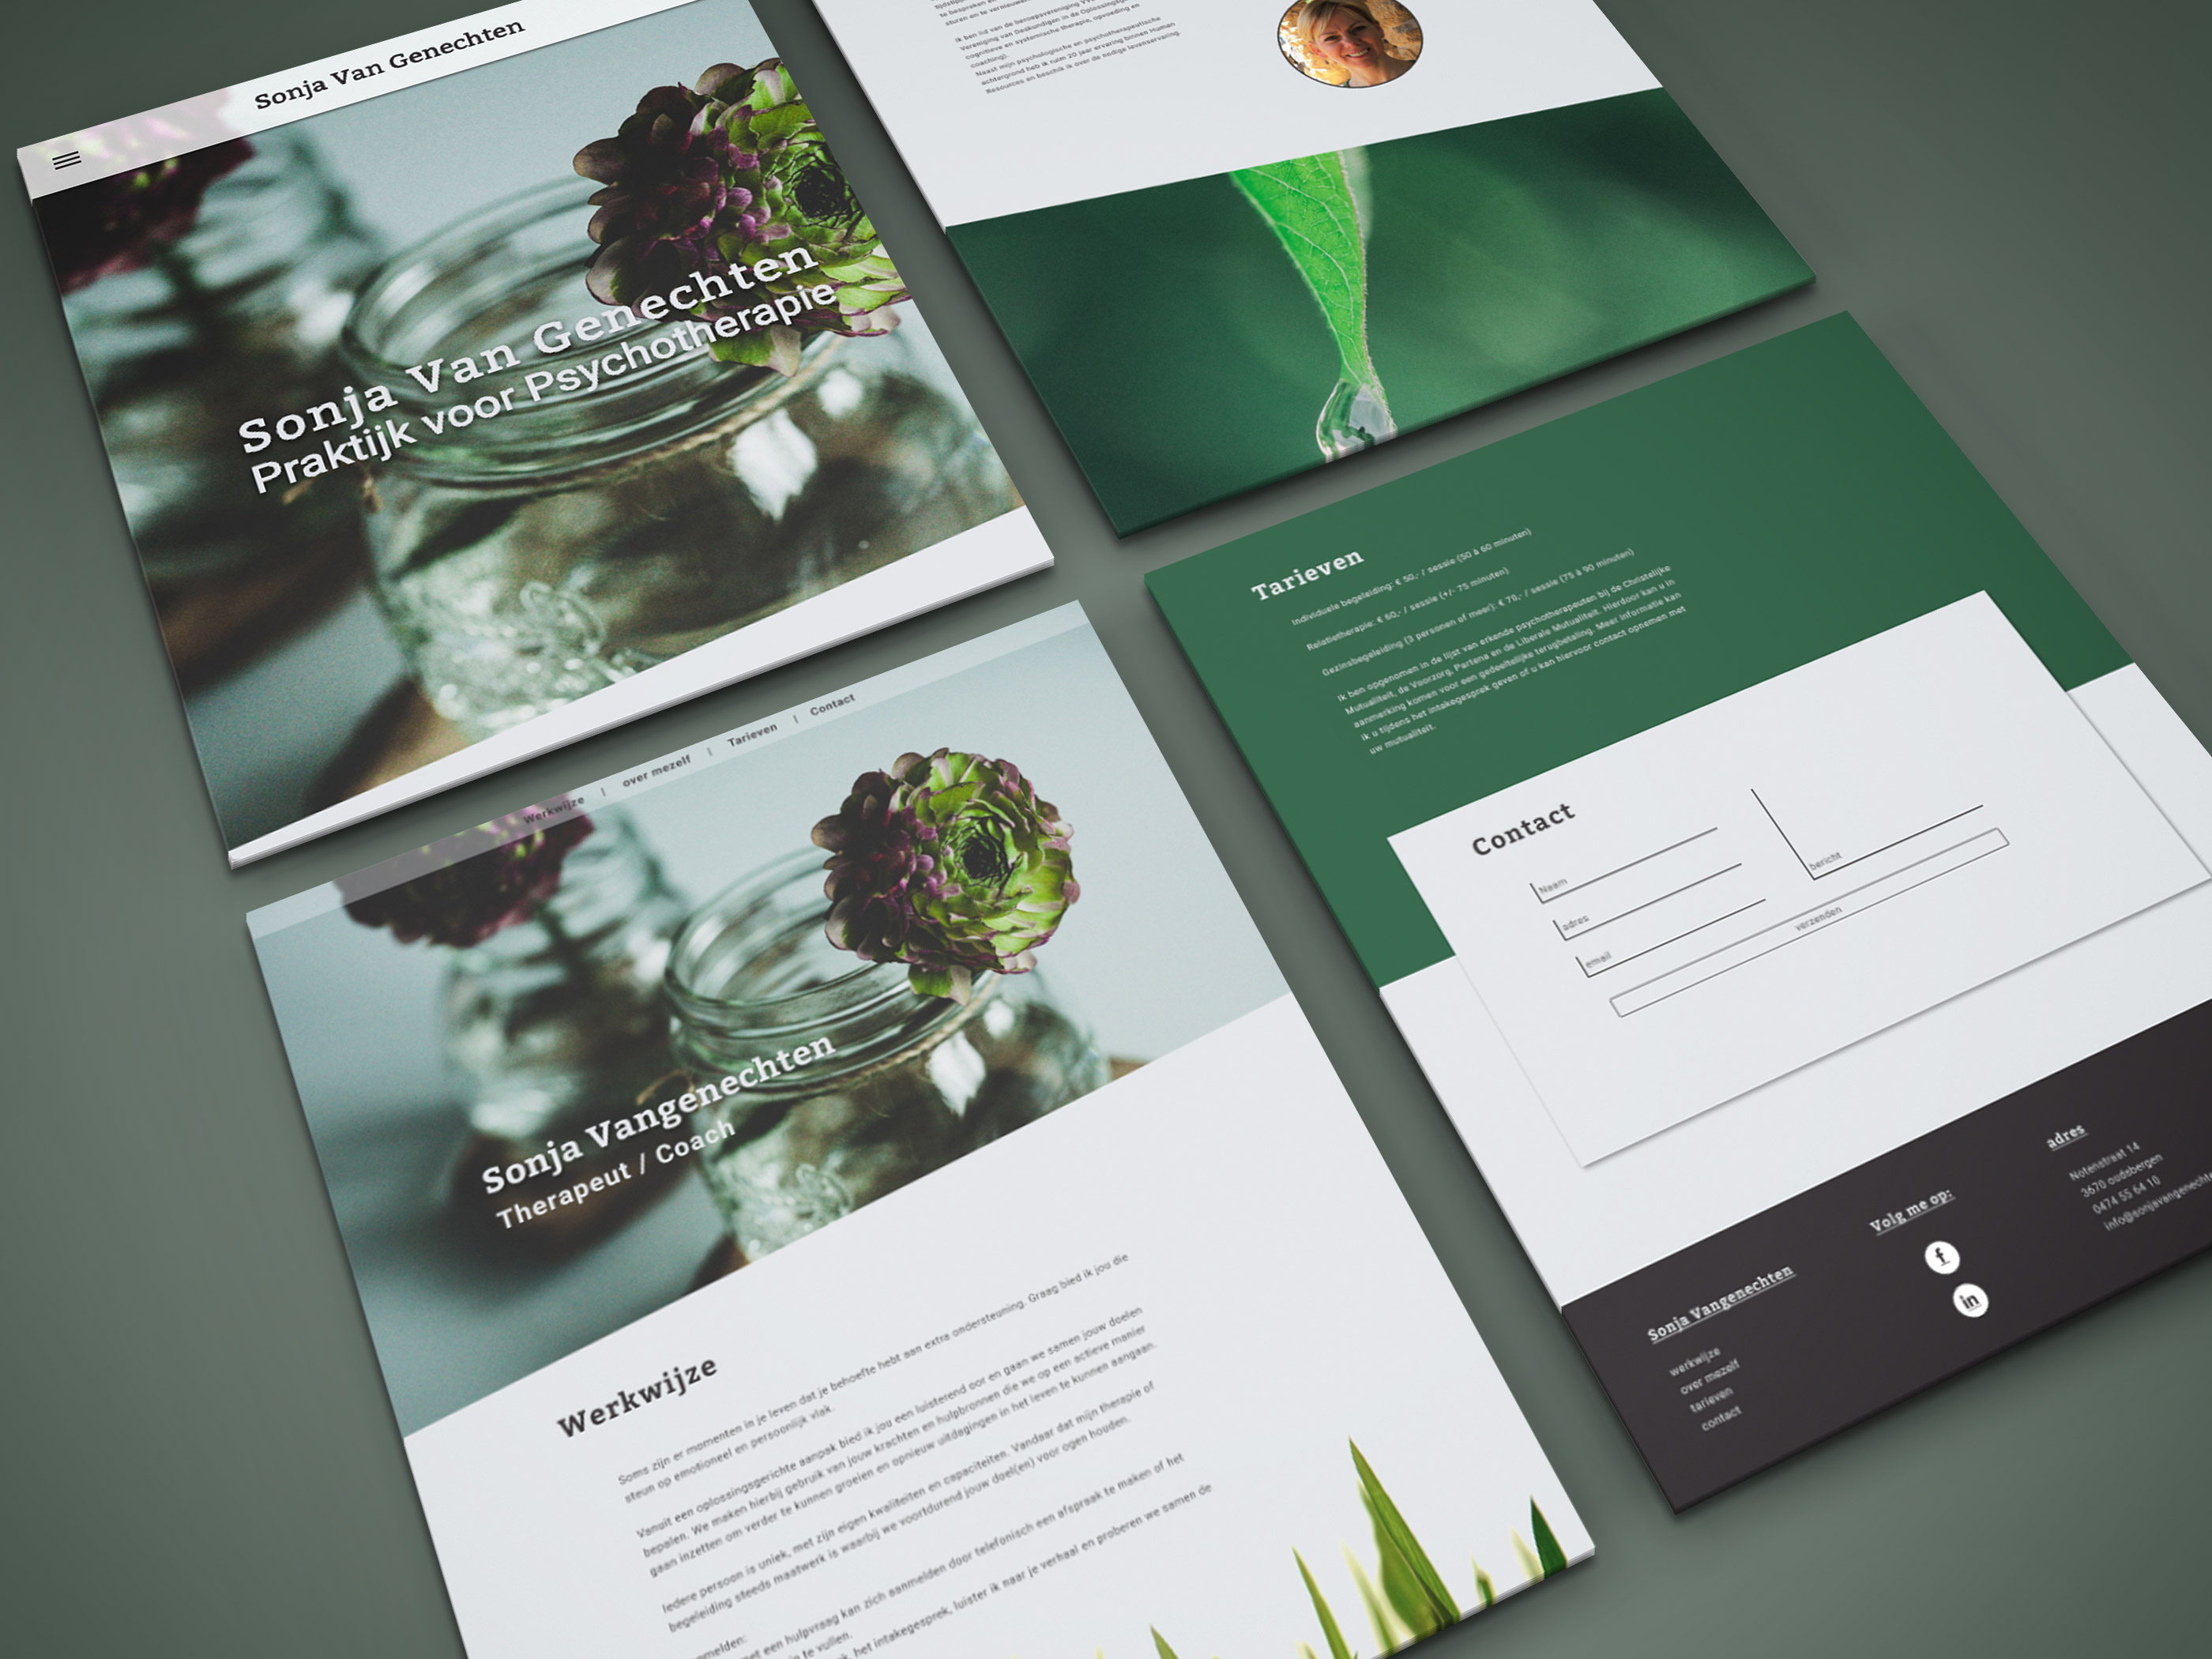 Sonja Van Genechten
Sonja Van Genechten
Praktijk voor Psychotherapie
te bespreken
sturen en te vernieuwen
Ik ben lid van de beroepsvereniging
Vereniging van Deskundigen in de
cognitieve en systemische therapie, opvoeding en
coaching).
Naast mijn psychologische en psychotherapeutische
achtergrond heb ik ruim 20 jaar ervaring binnen Human
Resources en beschik ik over de nodige levenservaring.
Werkwijze | over mezelf | Tarieven | Contact
Sonja Vangenechten
Therapeut / Coach
Werkwijze
Soms zijn er momenten in je leven dat je behoefte hebt aan extra ondersteuning. Graag bied ik jou die
steun op emotioneel en persoonlijk vlak.
Vanuit een oplossingsgerichte aanpak bied ik jou een luisterend oor en gaan we samen jouw doelen
bepalen. We maken hierbij gebruik van jouw krachten en hulpbronnen die we op een actieve manier
gaan inzetten om verder te kunnen groeien en opnieuw uitdagingen in het leven te kunnen aangaan.
Iedere persoon is uniek, met zijn eigen kwaliteiten en capaciteiten. Vandaar dat mijn therapie of
begeleiding steeds maatwerk is waarbij we voortdurend jouw doel(en) voor ogen houden.
een hulpvraag kan zich aanmelden door telefonisch een afspraak te maken of het
in te vullen.
het intakegesprek, luister ik naar je verhaal en proberen we samen de
Tarieven
Individuele begeleiding: € 50,- / sessie (50 à 60 minuten)
Relatietherapie: € 60,- / sessie (+/- 75 minuten)
Gezinsbegeleiding (3 personen of meer): € 70,- / sessie (75 à 90 minuten)
Ik ben opgenomen in de lijst van erkende psychotherapeuten bij de Christelijke
Mutualiteit, de Voorzorg, Partena en de Liberale Mutualiteit. Hierdoor kan u in
aanmerking komen voor een gedeeltelijke terugbetaling. Meer informatie kan
ik u tijdens het intakegesprek geven of u kan hiervoor contact opnemen met
uw mutualiteit.
Contact
Naam
adres
email
bericht
verzenden
Sonja Vangenechten
werkwijze
over mezelf
tarieven
contact
Volg me op:
f
in
adres
Notenstraat 14
3670 oudsbergen
0474 55 64 10